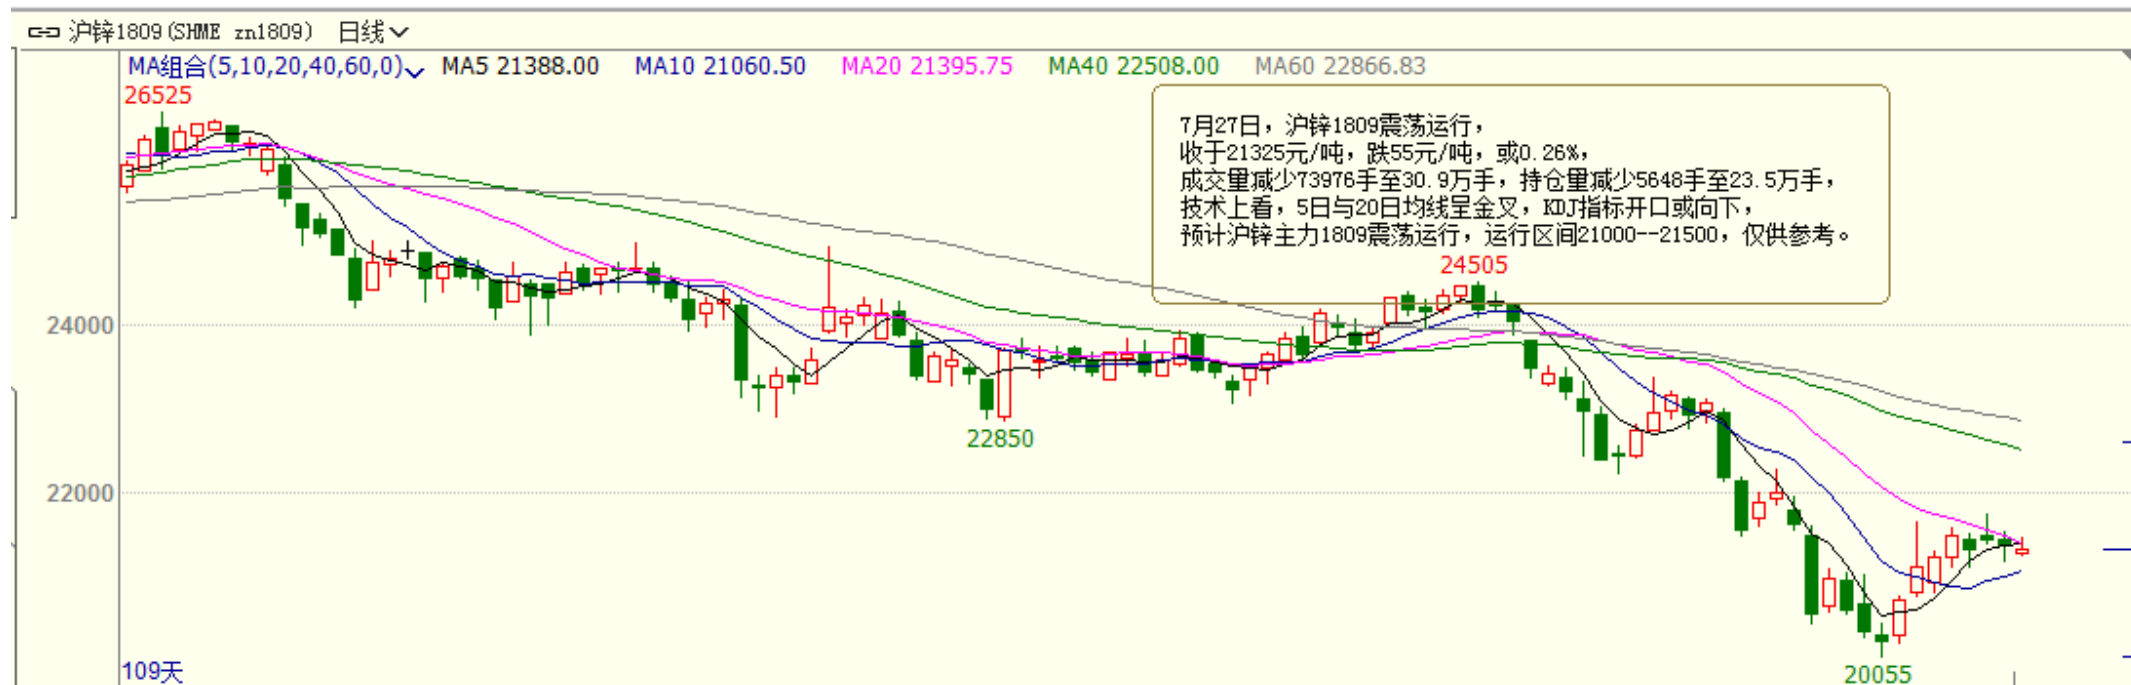 沪锌1809(SHME zn1809) 日线
MA组合(5,10,20,40,60,0) MA5 21388.00 MA10 21060.50 MA20 21395.75 MA40 22508.00 MA60 22866.83
26525
7月27日，沪锌1809震荡运行，
收于21325元/吨，跌55元/吨，或0.26%，
成交量减少73976手至30.9万手，持仓量减少5648手至23.5万手，
技术上看，5日与20日均线呈金叉，KDJ指标开口或向下，
预计沪锌主力1809震荡运行，运行区间21000--21500，仅供参考。
24505
24000
22850
22000
109天
20055